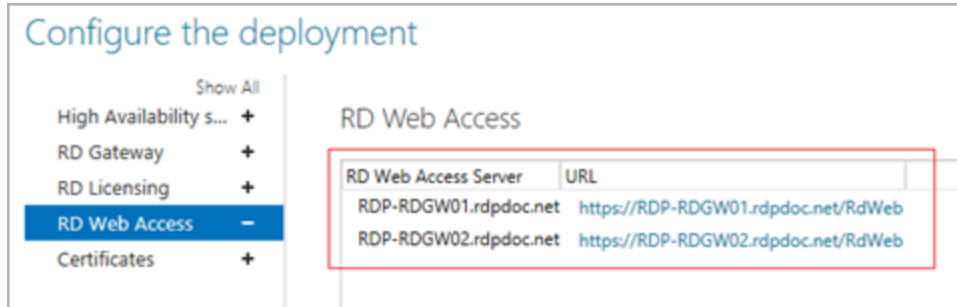 Configure the deployment
Show All
High Availability s... +
RD Gateway +
RD Licensing +
RD Web Access −
Certificates +
RD Web Access
RD Web Access Server URL
RDP-RDGW01.rdpdoc.net https://RDP-RDGW01.rdpdoc.net/RdWeb
RDP-RDGW02.rdpdoc.net https://RDP-RDGW02.rdpdoc.net/RdWeb